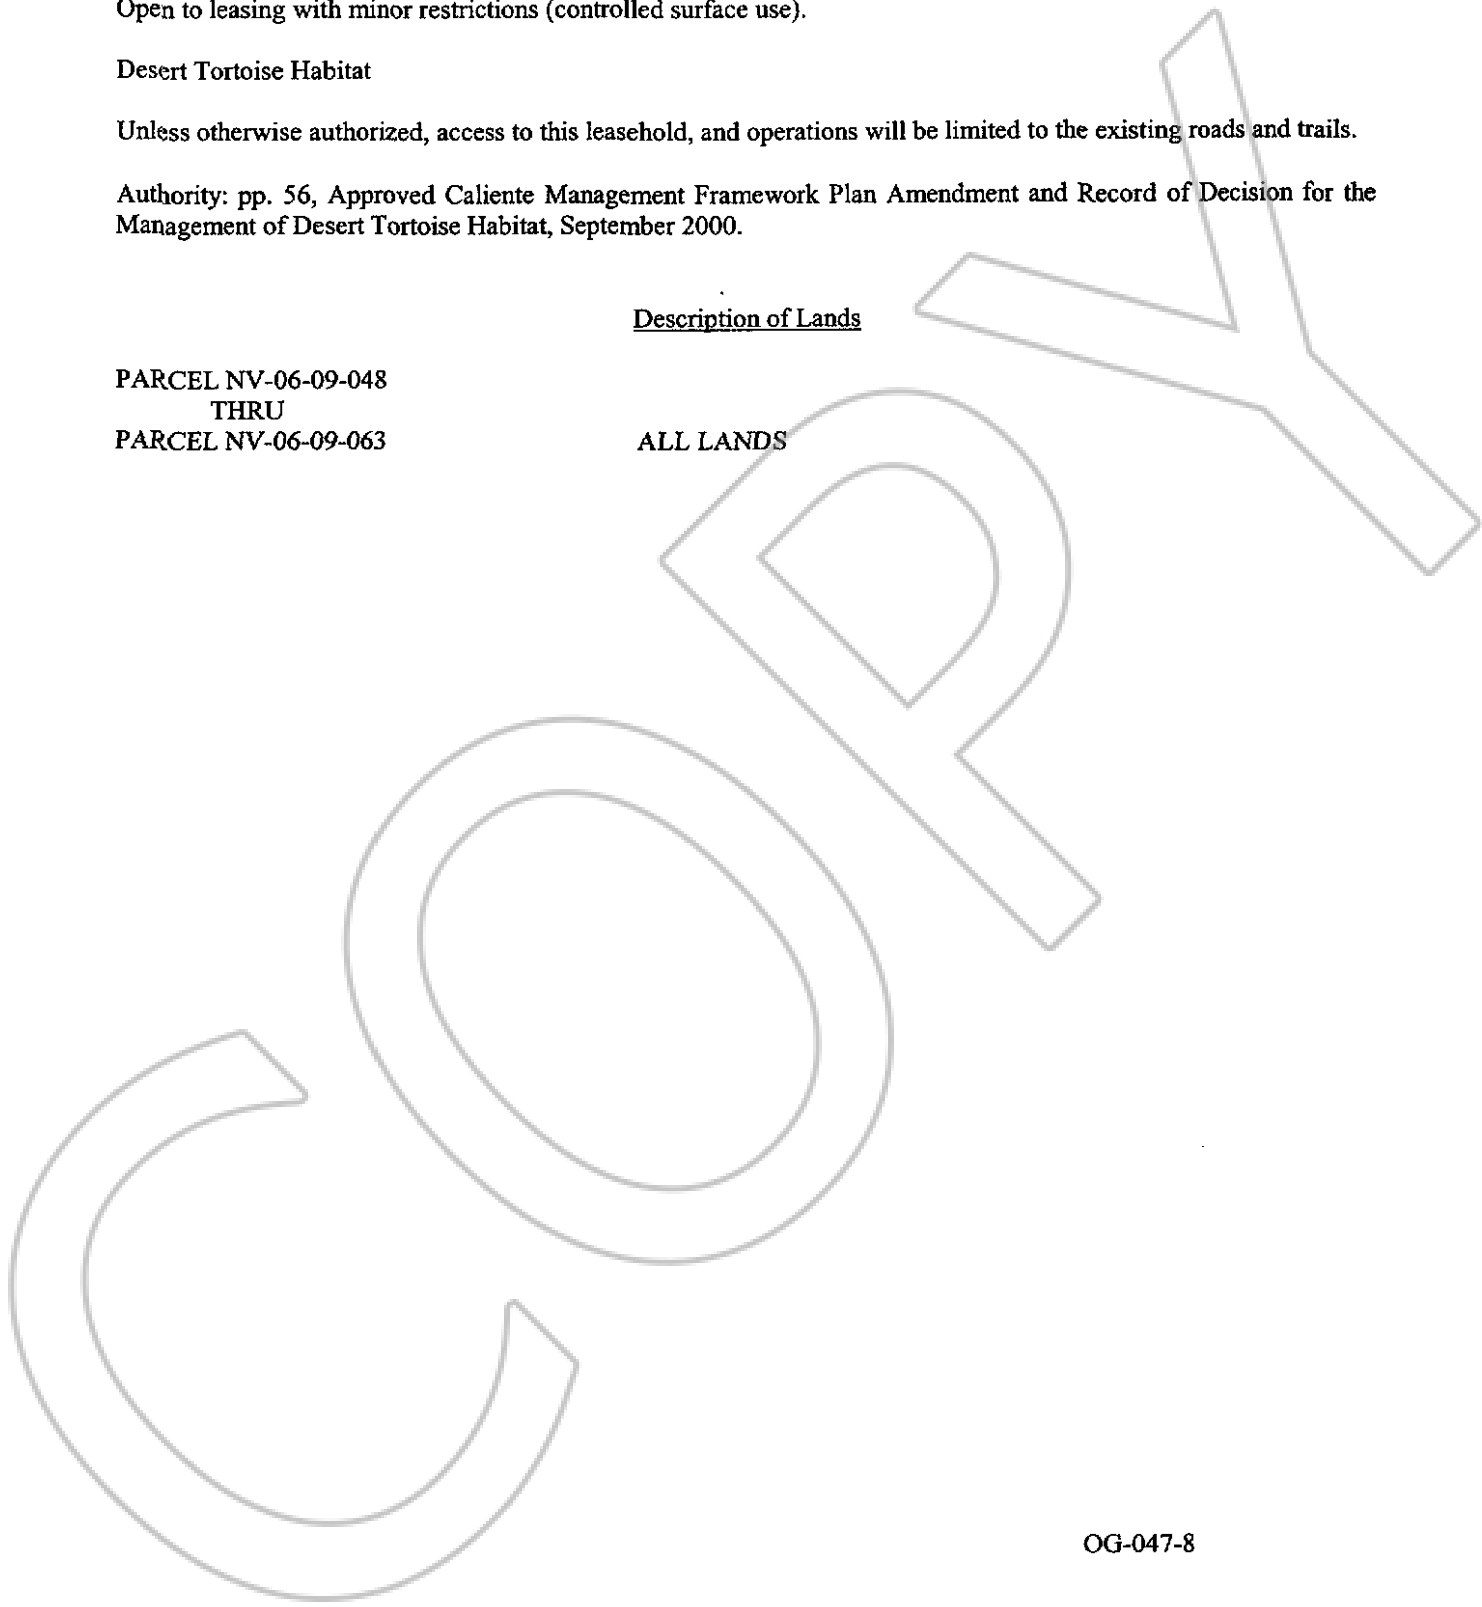 Open to leasing with minor restrictions (controlled surface use).
Desert Tortoise Habitat
Unless otherwise authorized, access to this leasehold, and operations will be limited to the existing roads and trails.
Authority: pp. 56, Approved Caliente Management Framework Plan Amendment and Record of Decision for the
Management of Desert Tortoise Habitat, September 2000.
Description of Lands
PARCEL NV-06-09-048
THRU
PARCEL NV-06-09-063 ALL LANDS
COPY
OG-047-8